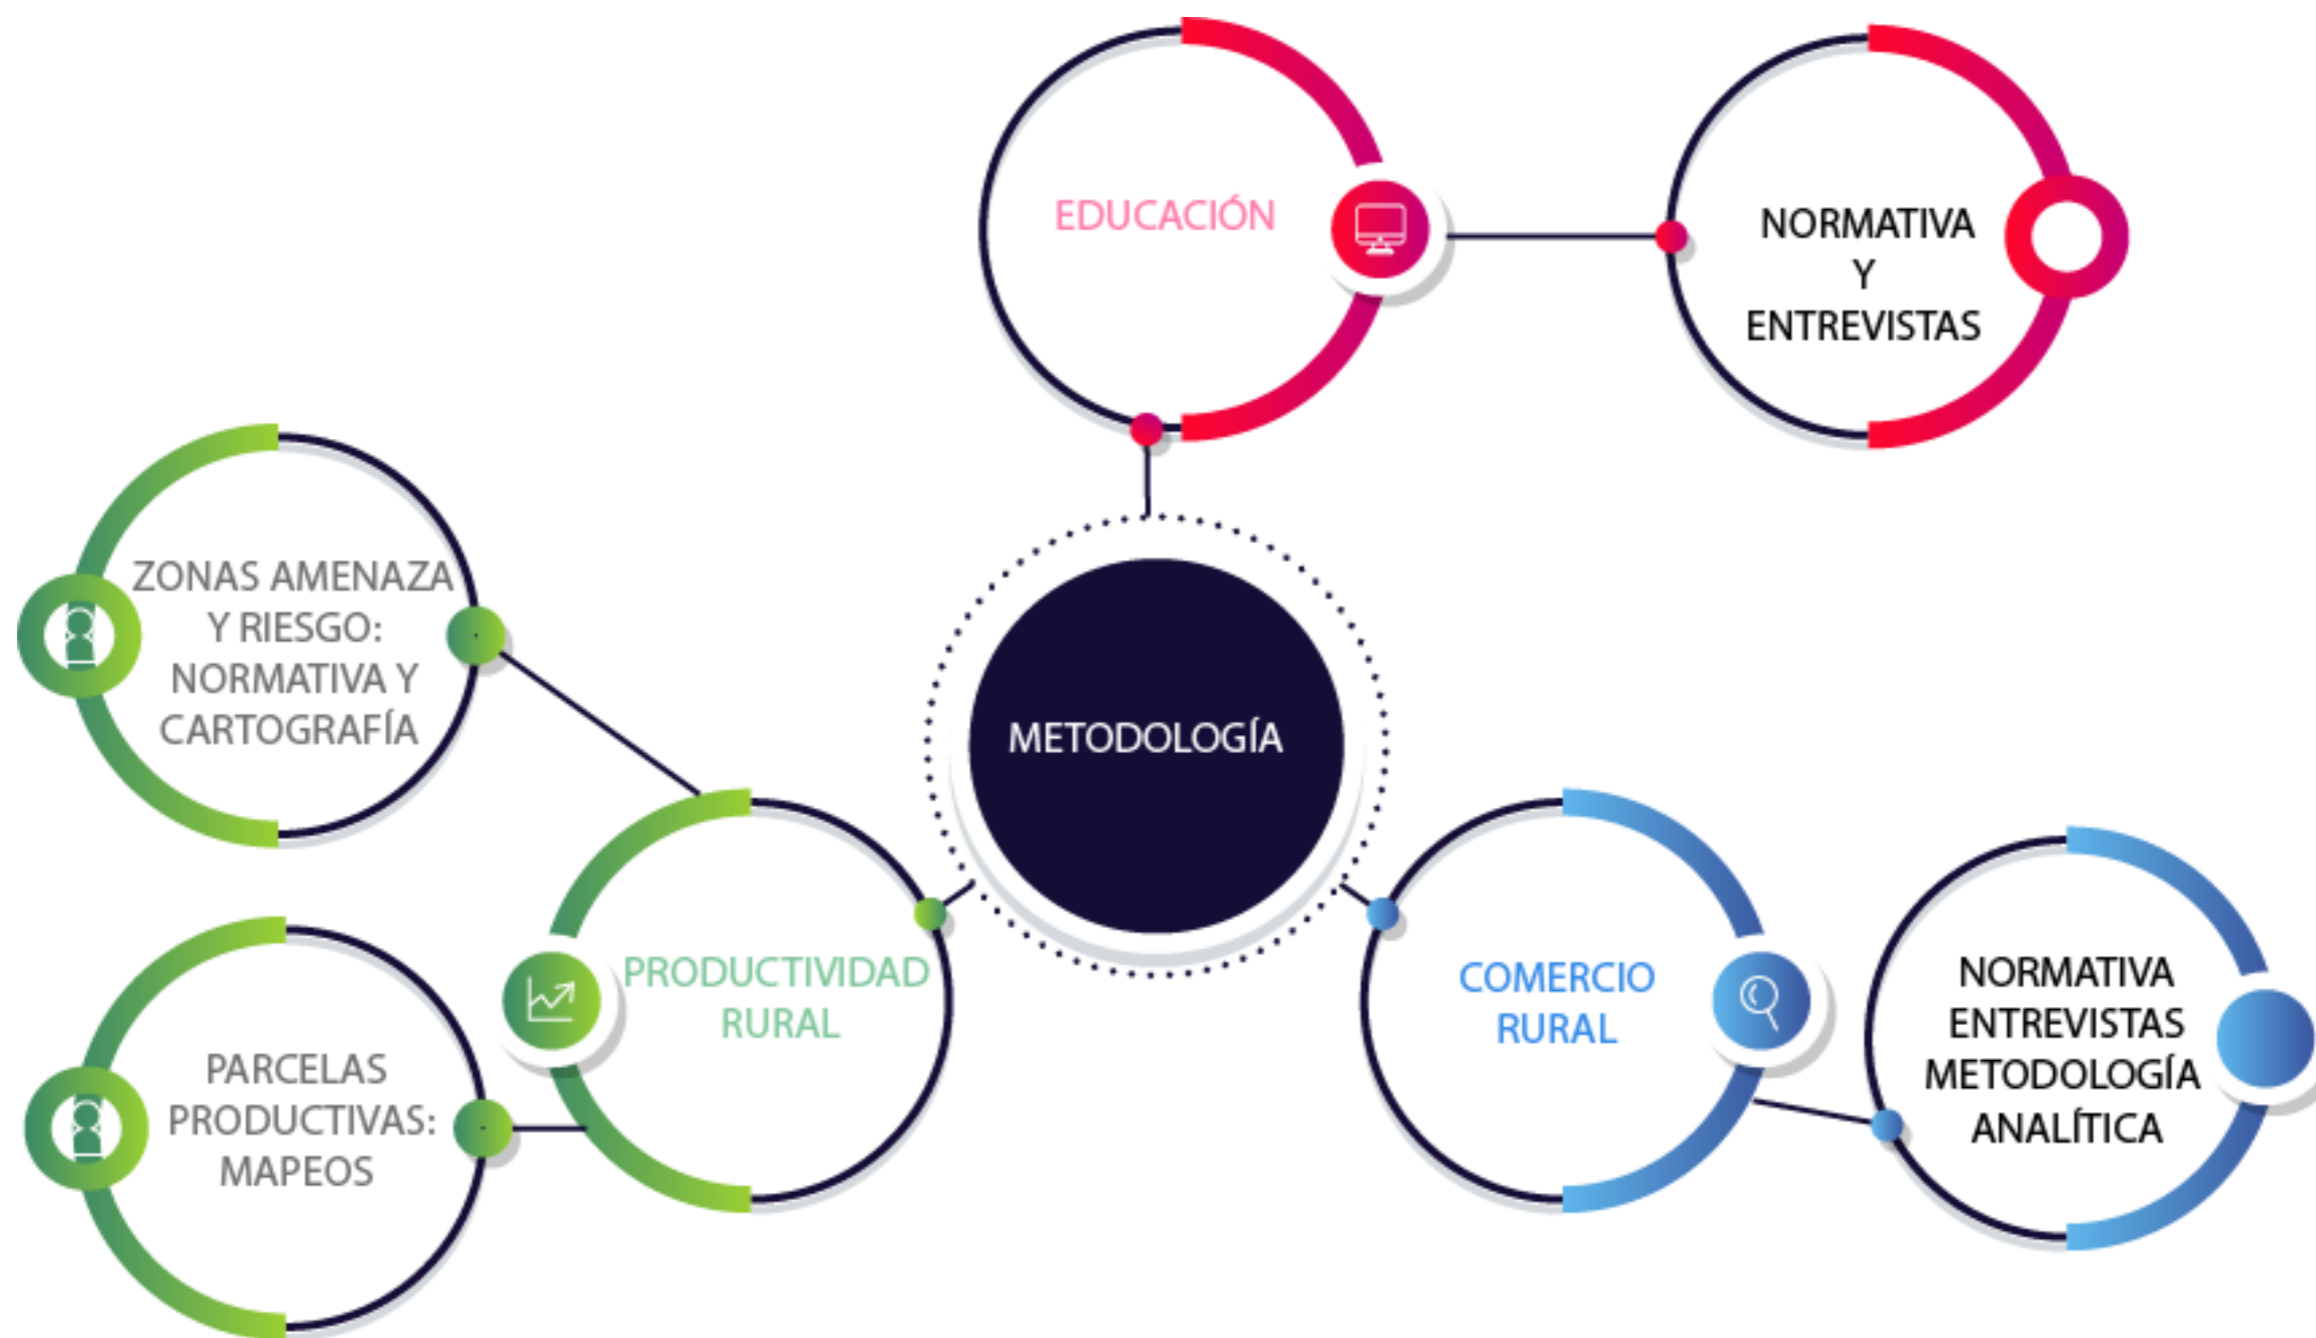 EDUCACIÓN
NORMATIVA
Y
ENTREVISTAS
ZONAS AMENAZA
Y RIESGO:
NORMATIVA Y
CARTOGRAFÍA
METODOLOGÍA
PRODUCTIVIDAD
RURAL
PARCELAS
PRODUCTIVAS:
MAPEOS
COMERCIO
RURAL
NORMATIVA
ENTREVISTAS
METODOLOGÍA
ANALÍTICA